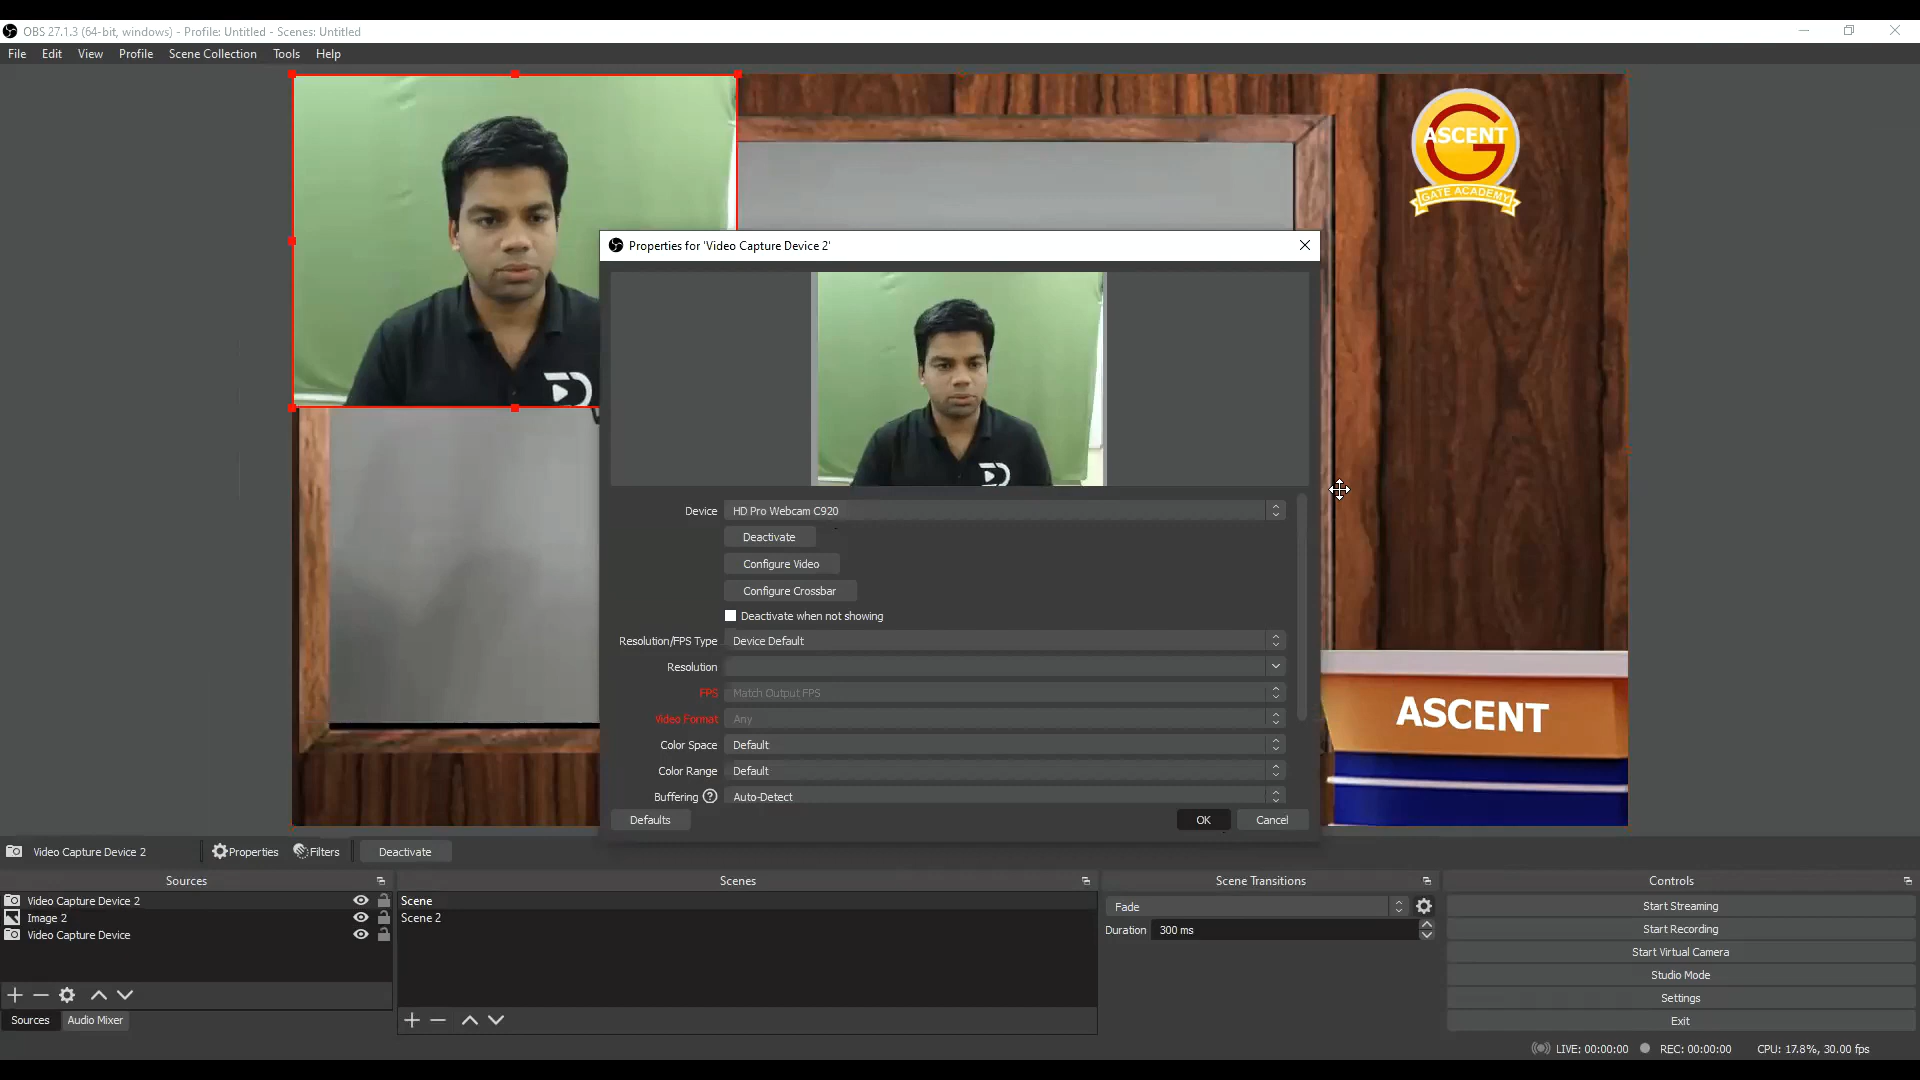 OBS 27.1.3 (64-bit, windows) - Profile: Untitled - Scenes: Untitled
File Edit View Profile Scene Collection Tools Help
ASCENT
G
GATE ACADEMY
Properties for 'Video Capture Device 2'
Device HD Pro Webcam C920
Deactivate
Configure Video
Configure Crossbar
Deactivate when not showing
Resolution/FPS Type Device Default
Resolution
FPS Match Output FPS
Video Format Any
Color Space Default
Color Range Default
Buffering ? Auto-Detect
Defaults OK Cancel
ASCENT
Video Capture Device 2 Properties Filters Deactivate
Sources Scenes Scene Transitions Controls
Video Capture Device 2
Image 2
Video Capture Device
Scene
Scene 2
Fade
Duration 300 ms
Start Streaming
Start Recording
Start Virtual Camera
Studio Mode
Settings
Exit
Sources Audio Mixer
LIVE: 00:00:00 REC: 00:00:00 CPU: 17.8%, 30.00 fps